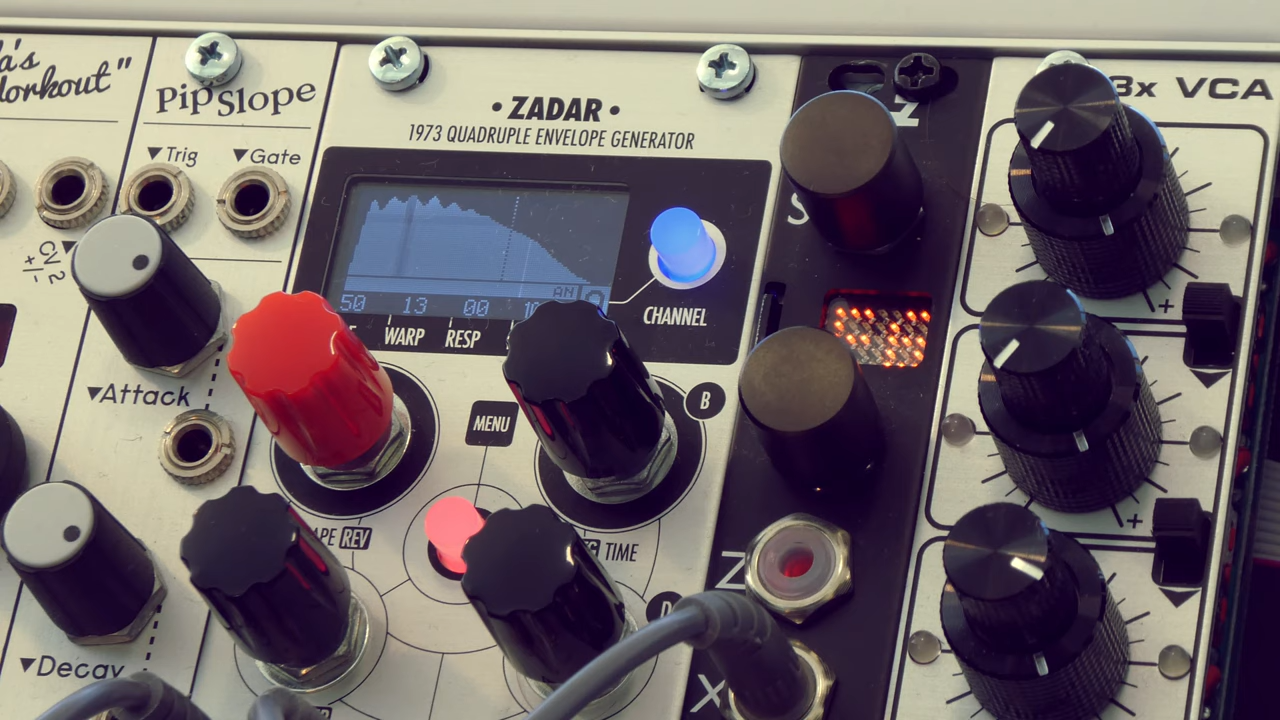 PipSlope
▼Trig
▼Gate
• ZADAR •
1973 QUADRUPLE ENVELOPE GENERATOR
50 13 00
WARP RESP
CHANNEL
▼Attack
MENU
B
REV
TIME
▼Decay
Z
X
3x VCA
+
+